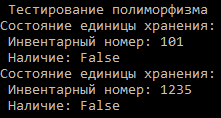 Тестирование полиморфизма
Состояние единицы хранения:
Инвентарный номер: 101
Наличие: False
Состояние единицы хранения:
Инвентарный номер: 1235
Наличие: False